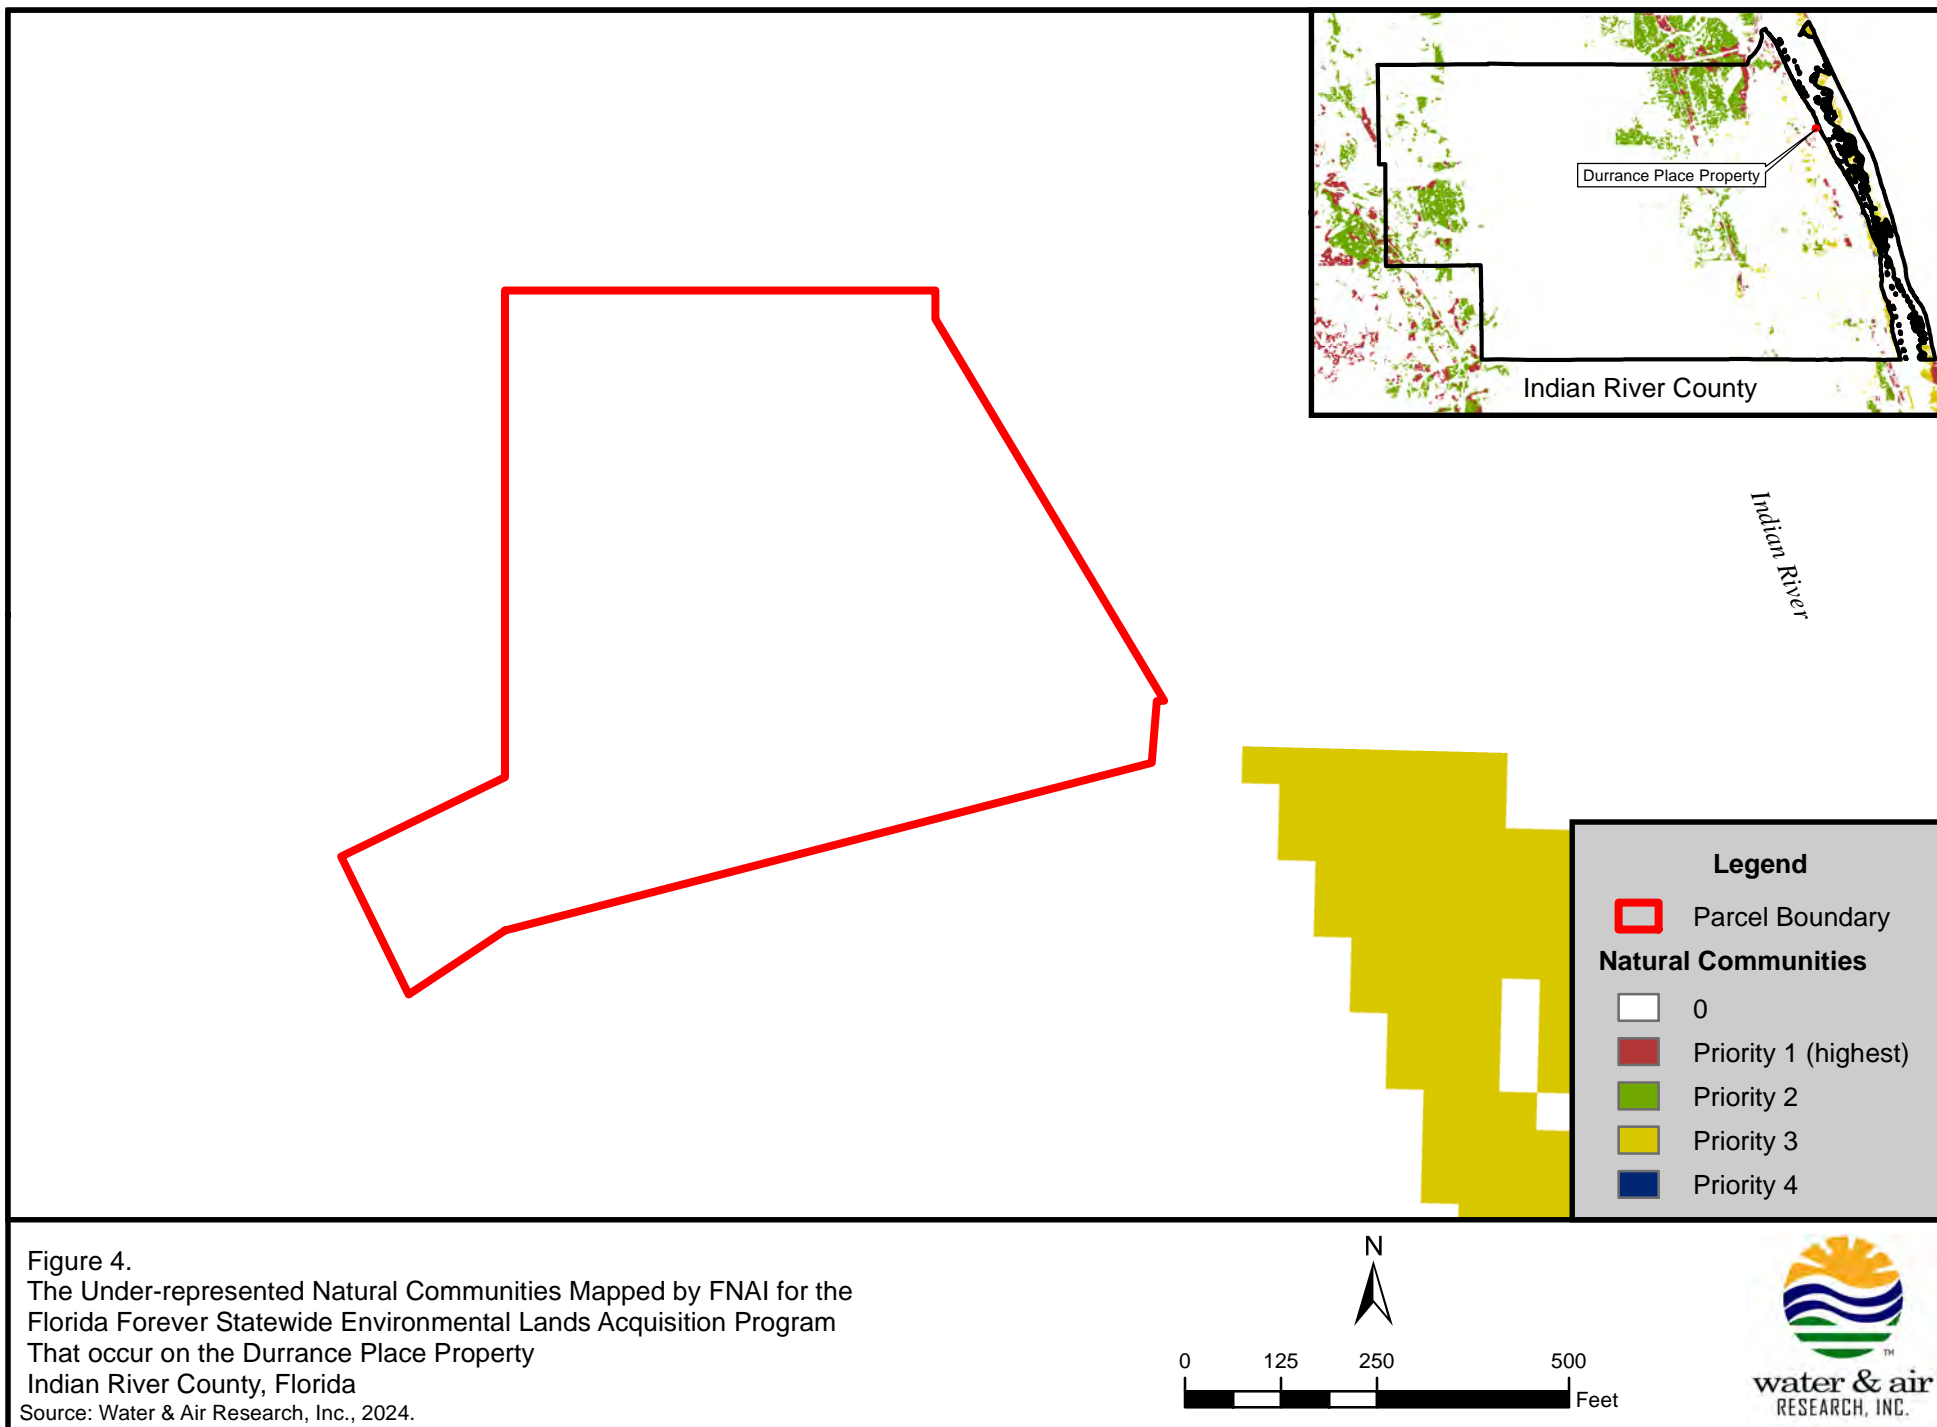 Durrance Place Property
Indian River County
Indian River
Legend
Parcel Boundary
Natural Communities
0
Priority 1 (highest)
Priority 2
Priority 3
Priority 4
Figure 4.
The Under-represented Natural Communities Mapped by FNAI for the
Florida Forever Statewide Environmental Lands Acquisition Program
That occur on the Durrance Place Property
Indian River County, Florida
Source: Water & Air Research, Inc., 2024.
N
0 125 250 500
Feet
TM
water & air
RESEARCH, INC.